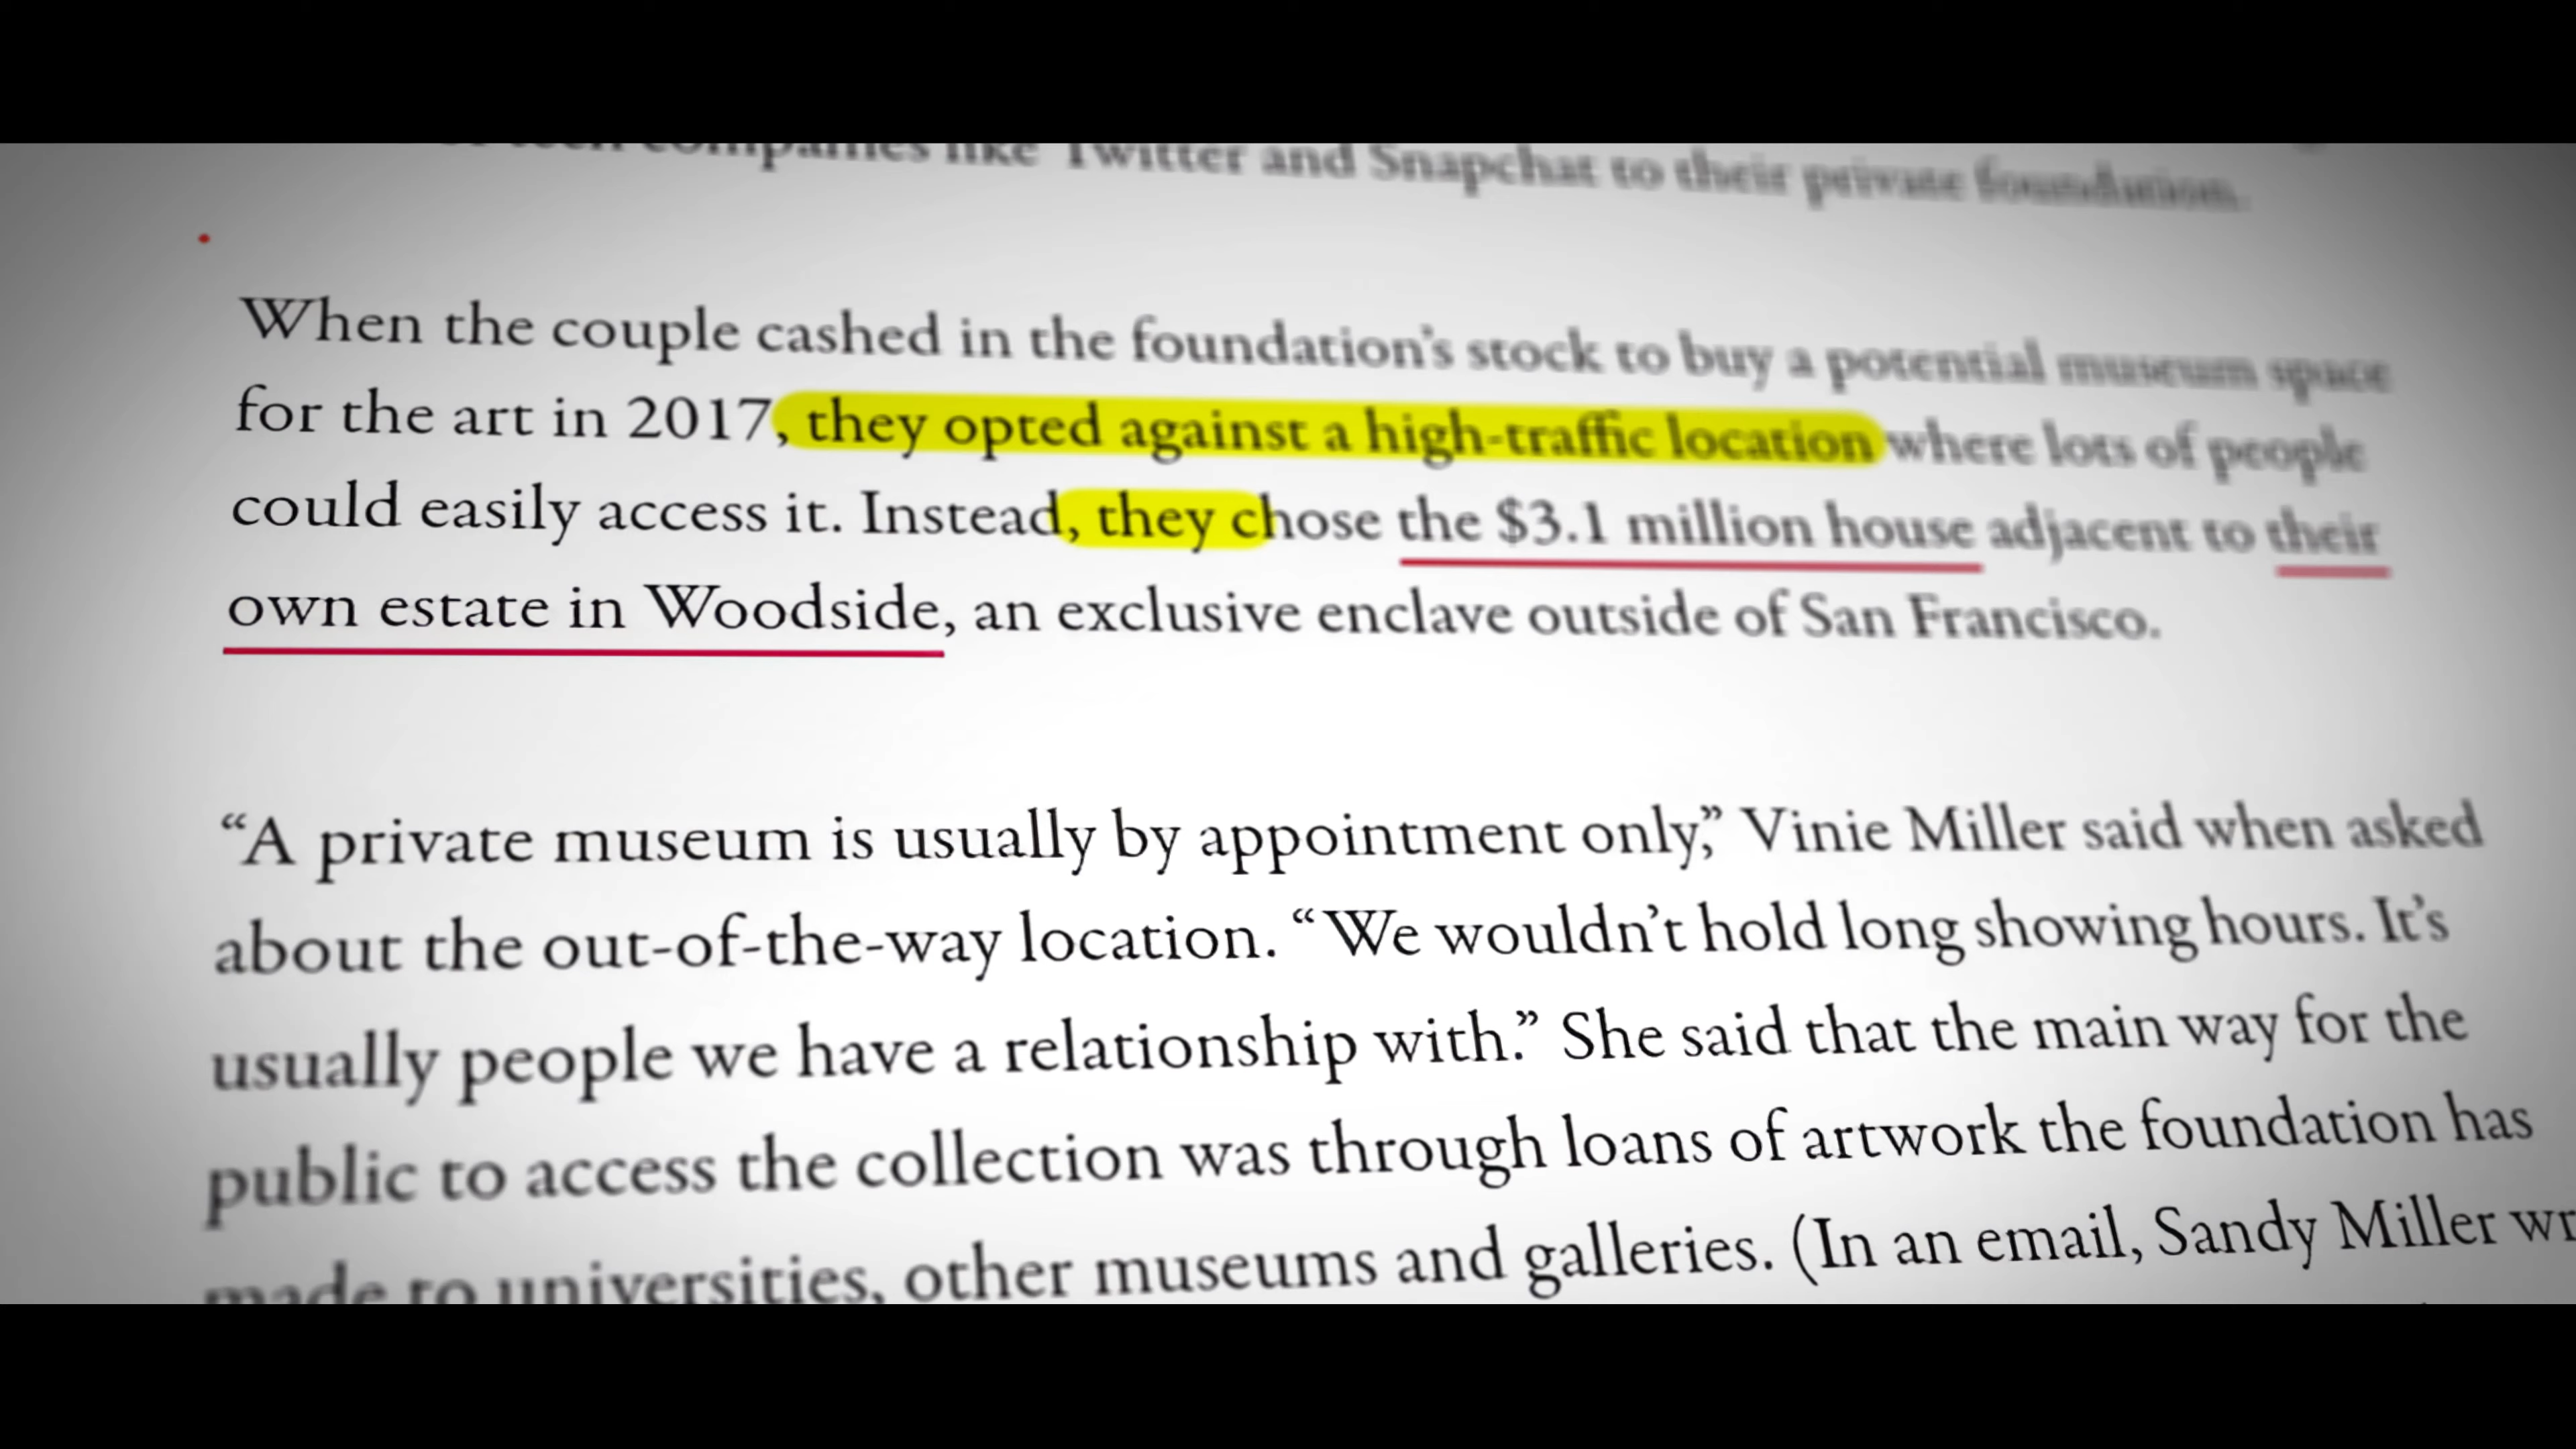 tech companies like Twitter and Snapchat to their private foundation.
When the couple cashed in the foundation's stock to buy a potential museum space
for the art in 2017, they opted against a high-traffic location where lots of people
could easily access it. Instead, they chose the $3.1 million house adjacent to their
own estate in Woodside, an exclusive enclave outside of San Francisco.
“A private museum is usually by appointment only,” Vinie Miller said when asked
about the out-of-the-way location. “We wouldn’t hold long showing hours. It’s
usually people we have a relationship with.” She said that the main way for the
public to access the collection was through loans of artwork the foundation has
made to universities, other museums and galleries. (In an email, Sandy Miller wr